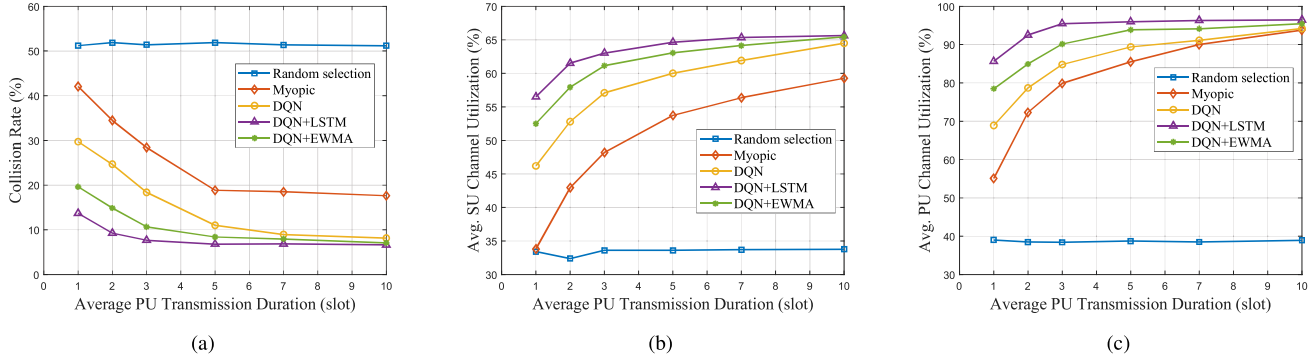 60
50
40
30
20
10
0
Collision Rate (%)
Random selection
Myopic
DQN
DQN+LSTM
DQN+EWMA
0 1 2 3 4 5 6 7 8 9 10
Average PU Transmission Duration (slot)
(a)
70
65
60
55
50
45
40
35
30
Avg. SU Channel Utilization (%)
Random selection
Myopic
DQN
DQN+LSTM
DQN+EWMA
0 1 2 3 4 5 6 7 8 9 10
Average PU Transmission Duration (slot)
(b)
100
90
80
70
60
50
40
30
Avg. PU Channel Utilization (%)
Random selection
Myopic
DQN
DQN+LSTM
DQN+EWMA
0 1 2 3 4 5 6 7 8 9 10
Average PU Transmission Duration (slot)
(c)